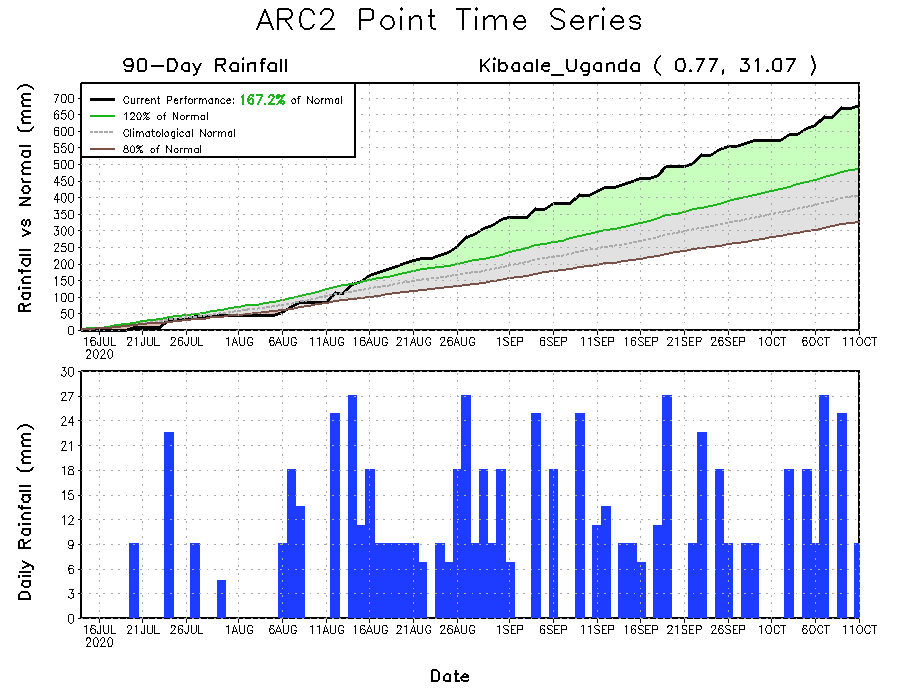 ARC2 Point Time Series
90-Day Rainfall
Kibaale_Uganda ( 0.77, 31.07 )
Rainfall vs Normal (mm)
700
650
600
550
500
450
400
350
300
250
200
150
100
50
0
Current Performance: 167.2% of Normal
120% of Normal
Climatological Normal
80% of Normal
16JUL 21JUL 26JUL 1AUG 6AUG 11AUG 16AUG 21AUG 26AUG 1SEP 6SEP 11SEP 16SEP 21SEP 26SEP 1OCT 6OCT 11OCT
2020
Daily Rainfall (mm)
30
27
24
21
18
15
12
9
6
3
0
16JUL 21JUL 26JUL 1AUG 6AUG 11AUG 16AUG 21AUG 26AUG 1SEP 6SEP 11SEP 16SEP 21SEP 26SEP 1OCT 6OCT 11OCT
2020
Date